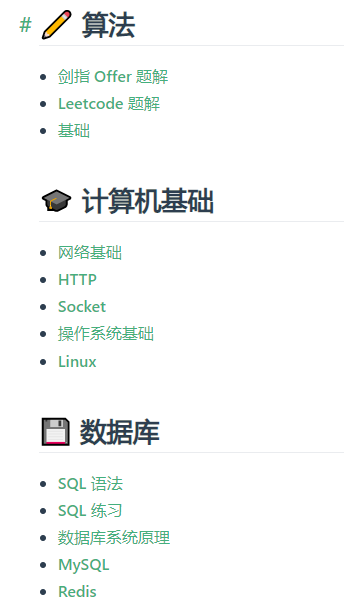 # ✏️ 算法
剑指 Offer 题解
Leetcode 题解
基础
🎓 计算机基础
网络基础
HTTP
Socket
操作系统基础
Linux
💾 数据库
SQL 语法
SQL 练习
数据库系统原理
MySQL
Redis